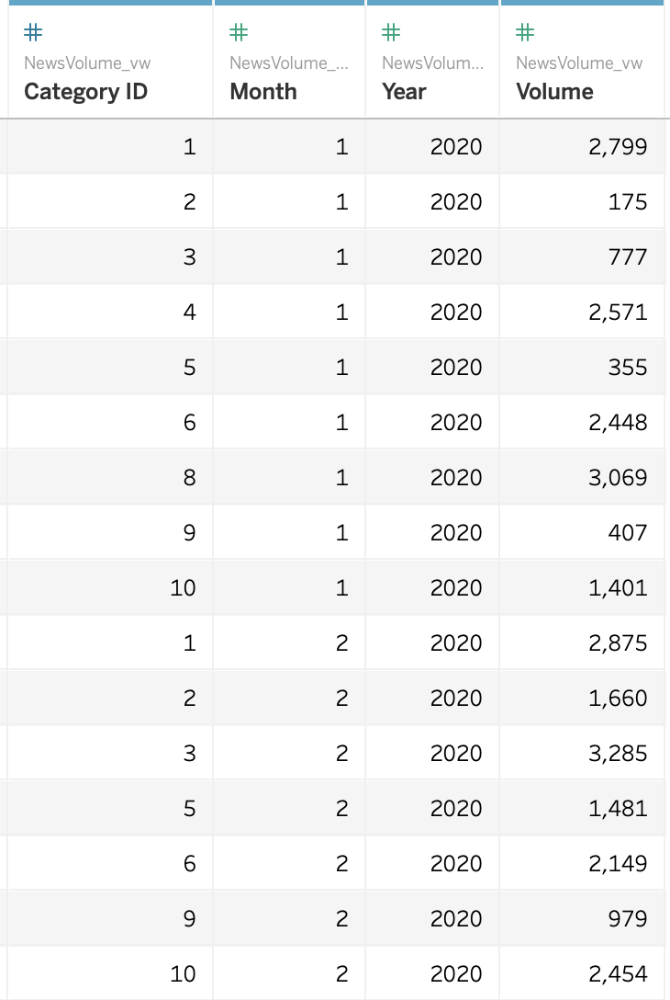 NewsVolume_vw NewsVolume_... NewsVolum... NewsVolume_vw
Category ID Month Year Volume
1 1 2020 2,799
2 1 2020 175
3 1 2020 777
4 1 2020 2,571
5 1 2020 355
6 1 2020 2,448
8 1 2020 3,069
9 1 2020 407
10 1 2020 1,401
1 2 2020 2,875
2 2 2020 1,660
3 2 2020 3,285
5 2 2020 1,481
6 2 2020 2,149
9 2 2020 979
10 2 2020 2,454